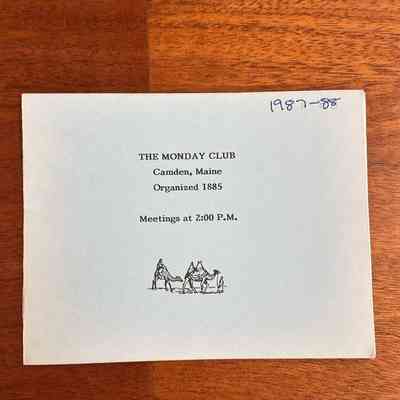 1987-88
THE MONDAY CLUB
Camden, Maine
Organized 1885
Meetings at 2:00 P.M.